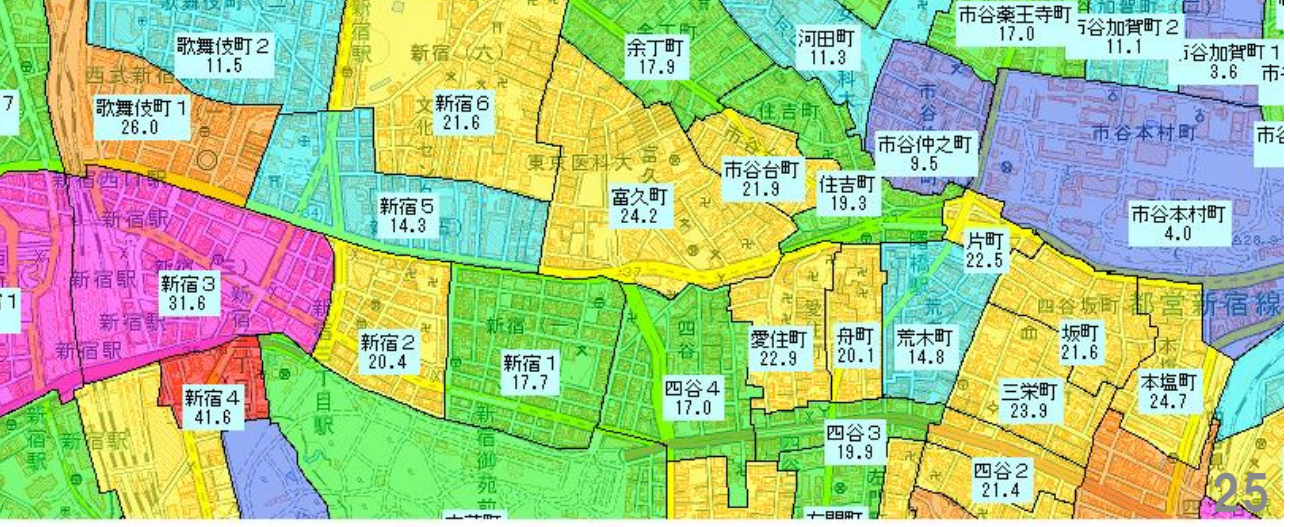 歌舞伎町2
11.5
余丁町
17.9
河田町
11.3
市谷薬王寺町
17.0
市谷加賀町2
11.1
市谷加賀町1
3.6
7
歌舞伎町1
26.0
新宿6
21.6
新宿(六)
西武新宿
東京医科大
住吉町
市谷本村町
市谷仲之町
9.5
市谷台町
21.9
住吉町
19.3
富久町
24.2
新宿5
14.3
市谷本村町
4.0
片町
22.5
新宿西口駅
新宿駅
新宿3
31.6
新宿駅
新宿駅
新宿駅
新宿2
20.4
新宿1
17.7
四谷4
17.0
愛住町
22.9
舟町
20.1
荒木町
14.8
四谷坂町
都営新宿線
坂町
21.6
三栄町
23.9
本塩町
24.7
新宿4
41.6
新宿駅
新宿駅
新宿御苑前
四谷3
19.9
四谷2
21.4
左門町
25